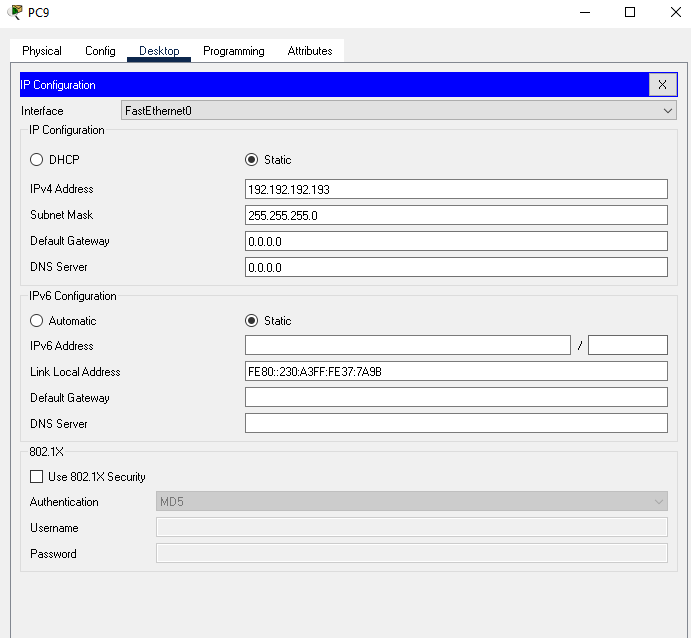 PC9
Physical Config Desktop Programming Attributes
IP Configuration X
Interface FastEthernet0
IP Configuration
DHCP Static
IPv4 Address 192.192.192.193
Subnet Mask 255.255.255.0
Default Gateway 0.0.0.0
DNS Server 0.0.0.0
IPv6 Configuration
Automatic Static
IPv6 Address /
Link Local Address FE80::230:A3FF:FE37:7A9B
Default Gateway
DNS Server
802.1X
Use 802.1X Security
Authentication MD5
Username
Password